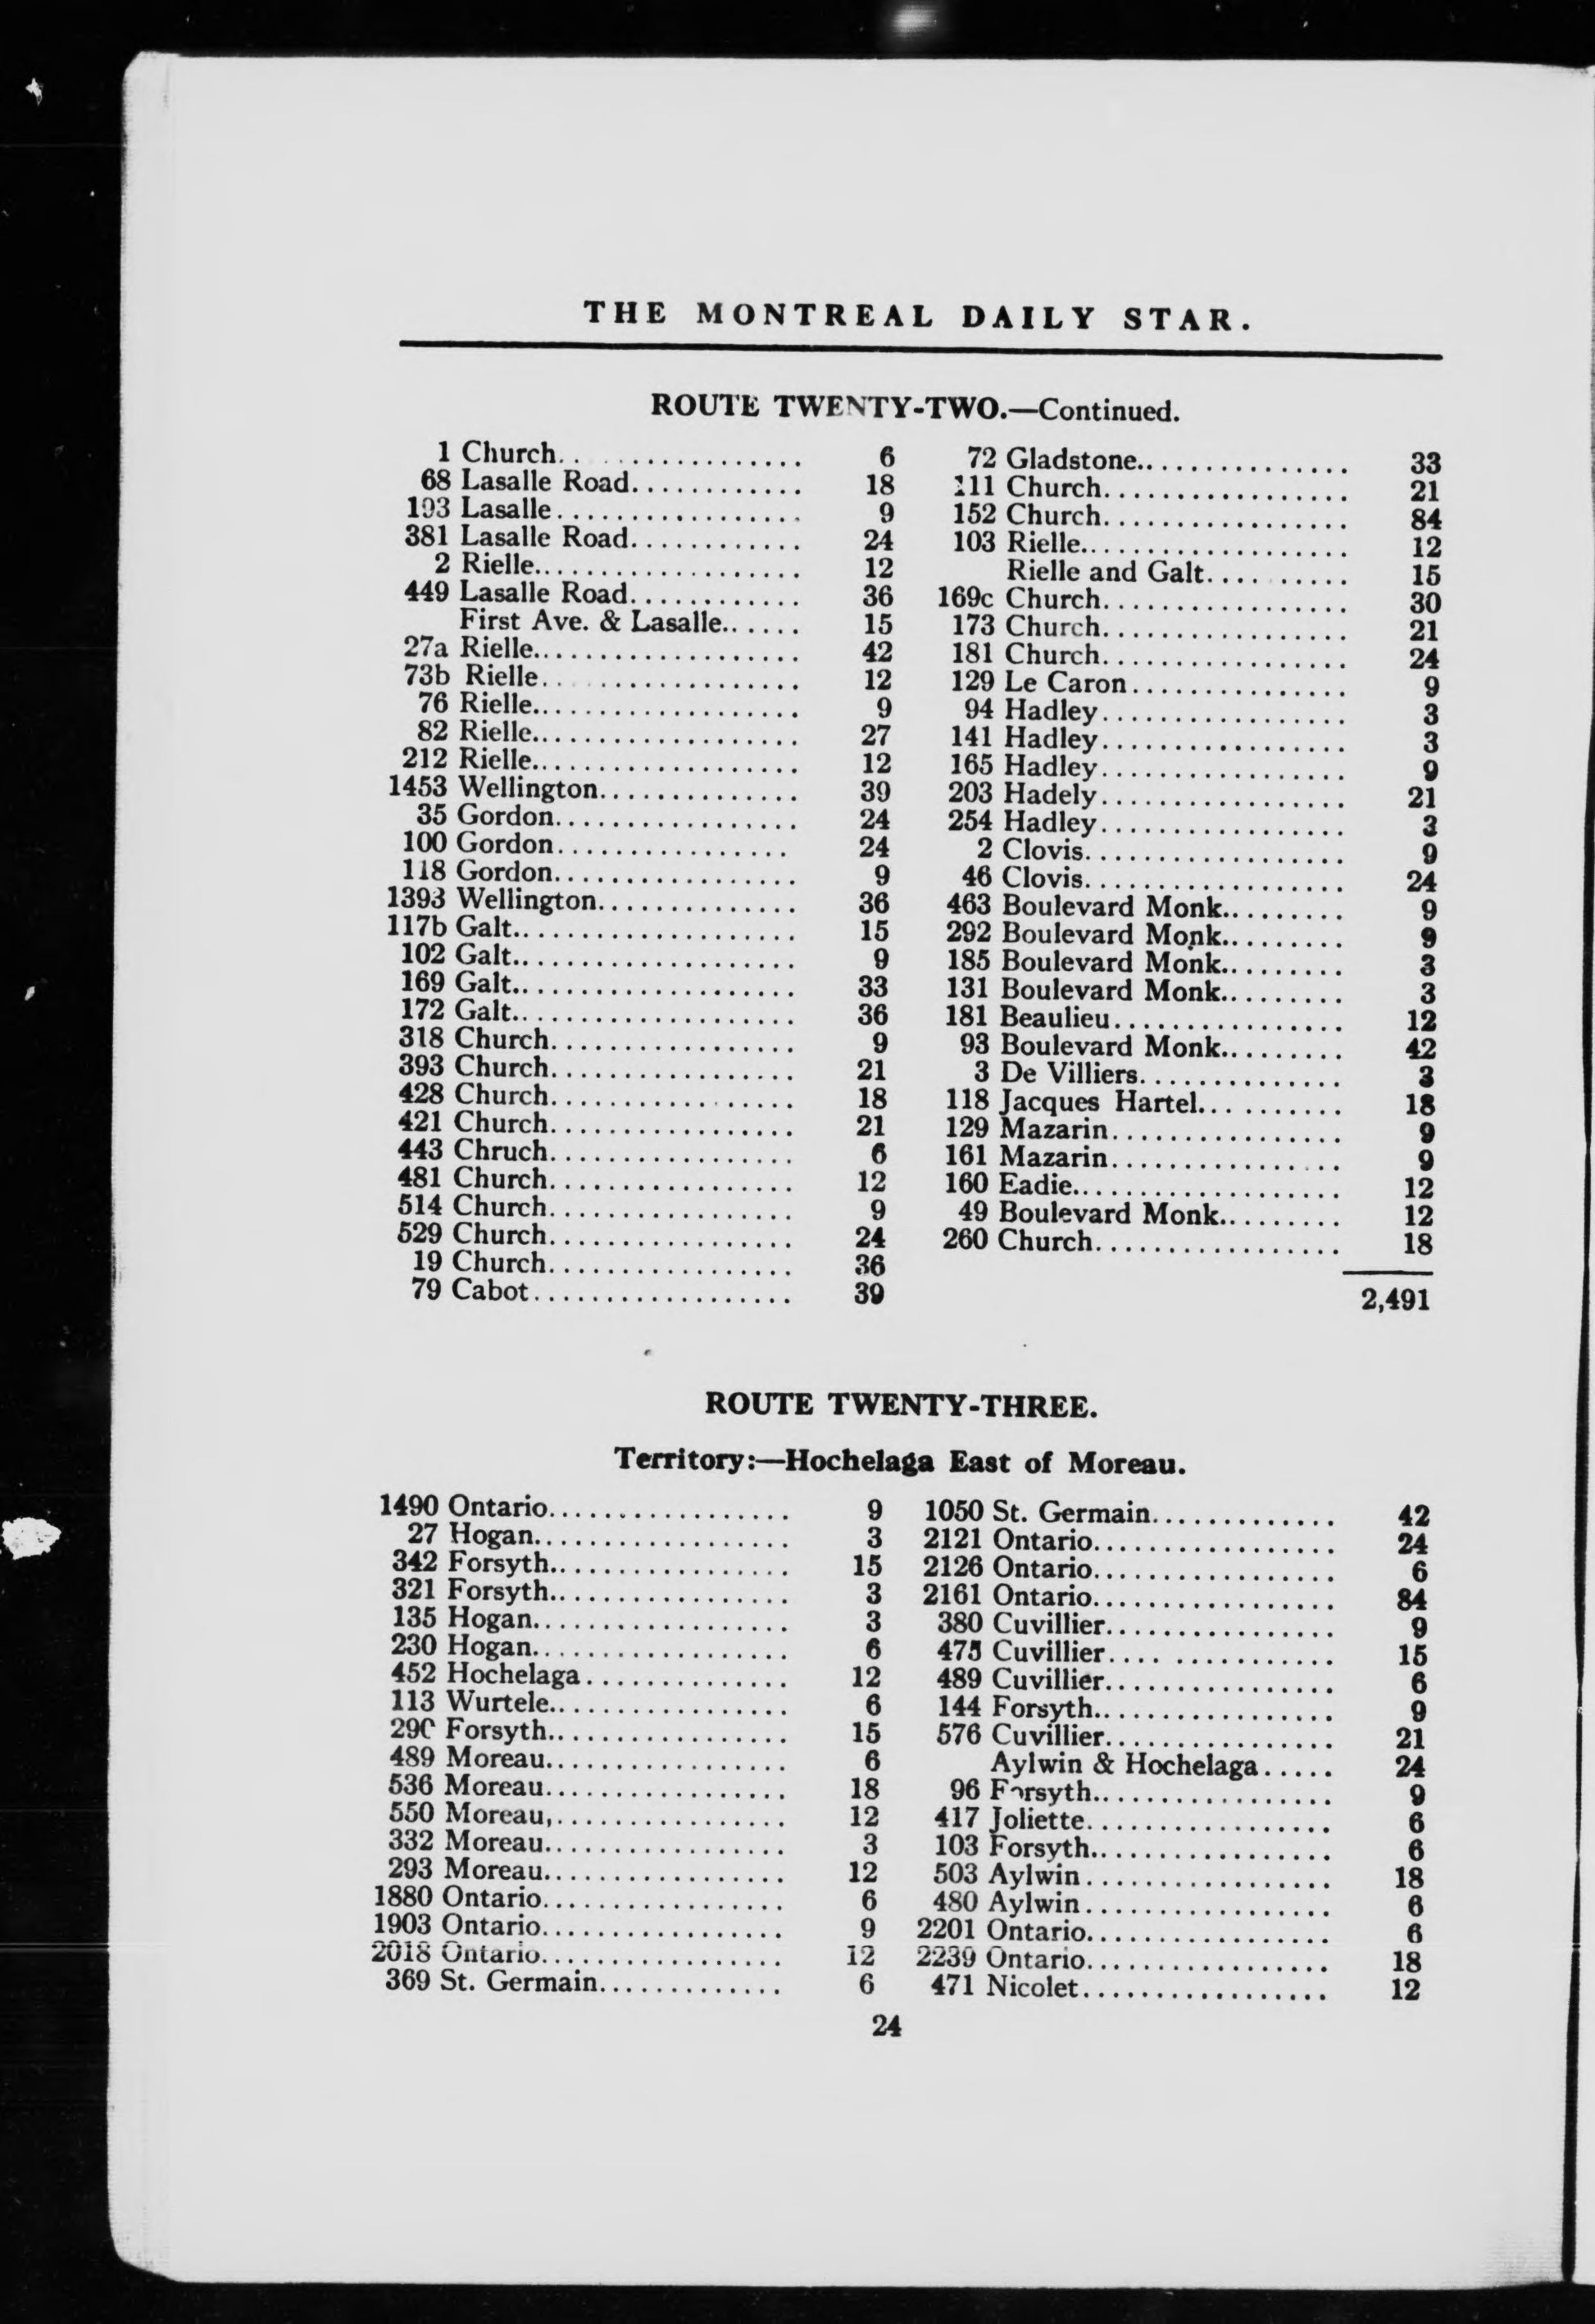 THE MONTREAL DAILY STAR.
ROUTE TWENTY-TWO.—Continued.
1 Church.................. 6
68 Lasalle Road............ 18
193 Lasalle................. 9
381 Lasalle Road............ 24
2 Rielle................... 12
449 Lasalle Road............ 36
First Ave. & Lasalle...... 15
27a Rielle................... 42
73b Rielle.................. 12
76 Rielle................... 9
82 Rielle................... 27
212 Rielle................... 12
1453 Wellington.............. 39
35 Gordon................. 24
100 Gordon................ 24
118 Gordon................. 9
1393 Wellington.............. 36
117b Galt.................... 15
102 Galt.................... 9
169 Galt.................... 33
172 Galt.................... 36
318 Church................. 9
393 Church................. 21
428 Church................. 18
421 Church................. 21
443 Chruch................. 6
481 Church................. 12
514 Church................. 9
529 Church................. 24
19 Church................. 36
79 Cabot.................. 39
72 Gladstone............... 33
111 Church................. 21
152 Church................. 84
103 Rielle................... 12
Rielle and Galt.......... 15
169c Church................. 30
173 Church................. 21
181 Church................. 24
129 Le Caron............... 9
94 Hadley................. 3
141 Hadley................. 3
165 Hadley................. 9
203 Hadely................. 21
254 Hadley................. 3
2 Clovis.................. 9
46 Clovis.................. 24
463 Boulevard Monk......... 9
292 Boulevard Monk......... 9
185 Boulevard Monk......... 3
131 Boulevard Monk......... 3
181 Beaulieu................ 12
93 Boulevard Monk......... 42
3 De Villiers.............. 3
118 Jacques Hartel.......... 18
129 Mazarin................ 9
161 Mazarin................ 9
160 Eadie................... 12
49 Boulevard Monk......... 12
260 Church................. 18
2,491
ROUTE TWENTY-THREE.
Territory:—Hochelaga East of Moreau.
1490 Ontario................. 9
27 Hogan.................. 3
342 Forsyth................. 15
321 Forsyth................. 3
135 Hogan.................. 3
230 Hogan.................. 6
452 Hochelaga.............. 12
113 Wurtele................. 6
290 Forsyth................. 15
489 Moreau................. 6
536 Moreau................. 18
550 Moreau,................ 12
332 Moreau................. 3
293 Moreau................. 12
1880 Ontario................. 6
1903 Ontario................. 9
2018 Ontario................. 12
369 St. Germain............. 6
1050 St. Germain............. 42
2121 Ontario................. 24
2126 Ontario................. 6
2161 Ontario................. 84
380 Cuvillier................ 9
475 Cuvillier................ 15
489 Cuvillier................ 6
144 Forsyth................. 9
576 Cuvillier................ 21
Aylwin & Hochelaga..... 24
96 Forsyth................. 9
417 Joliette................. 6
103 Forsyth................. 6
503 Aylwin................. 18
480 Aylwin................. 6
2201 Ontario................. 6
2239 Ontario................. 18
471 Nicolet................. 12
24